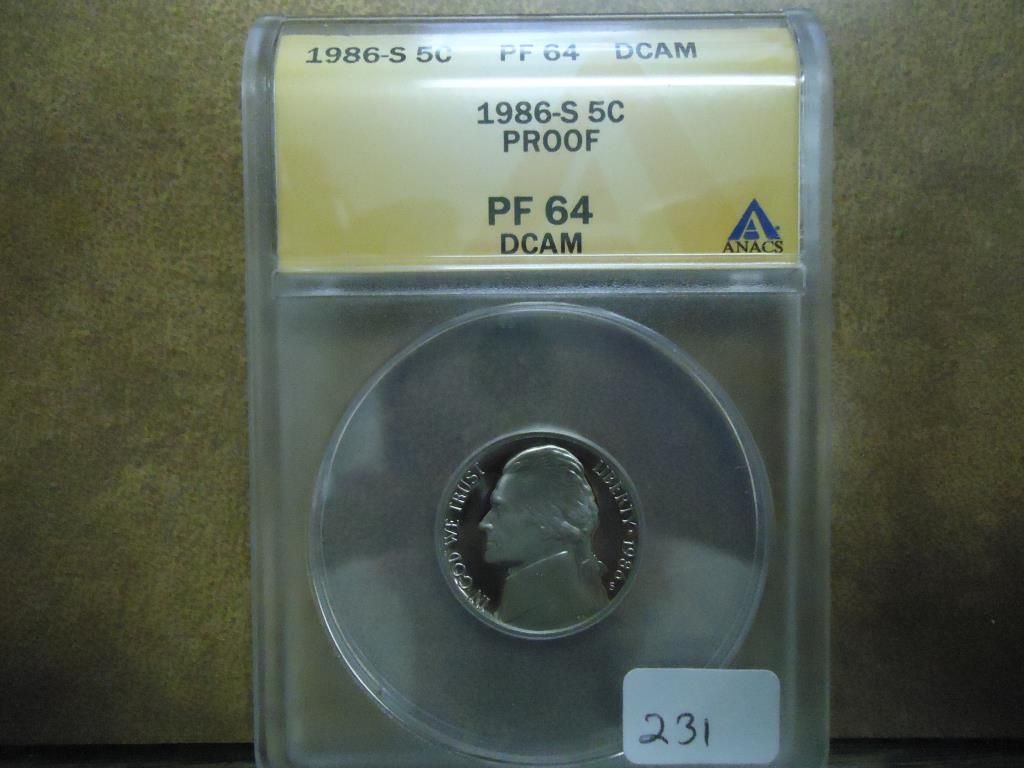 1986-S 5C PF 64 DCAM
1986-S 5C
PROOF
PF 64
DCAM
ANACS
IN GOD WE TRUST
LIBERTY · 1986
S
231